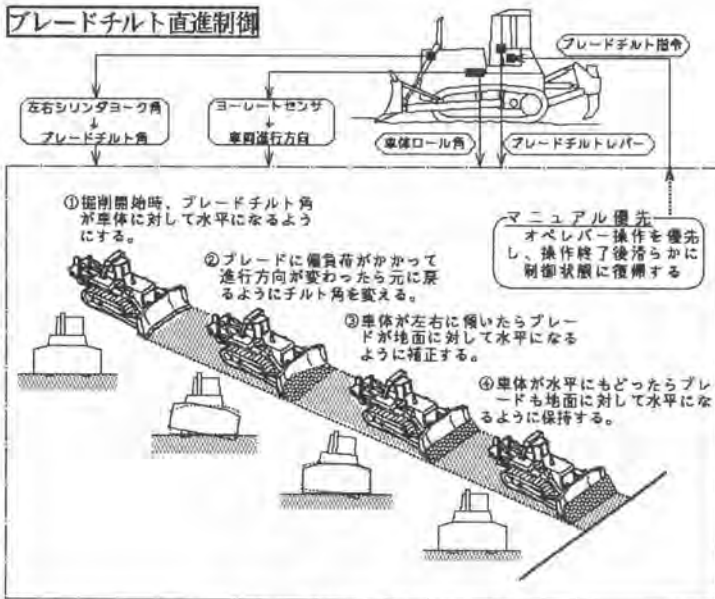 ブレードチルト直進制御
ブレードチルト指令
左右シリンダヨーク角
↓
ブレードチルト角
ヨーレートセンサ
↓
車両進行方向
車体ロール角
ブレードチルトレバー
マニュアル優先
オペレバー操作を優先
し、操作終了後滑らかに
制御状態に復帰する
①掘削開始時、ブレードチルト角
が車体に対して水平になるよう
にする。
②ブレードに偏負荷がかかって
進行方向が変わったら元に戻
るようにチルト角を変える。
③車体が左右に傾いたらブレー
ドが地面に対して水平になる
ように補正する。
④車体が水平にもどったらブレ
ードも地面に対して水平にな
るように保持する。